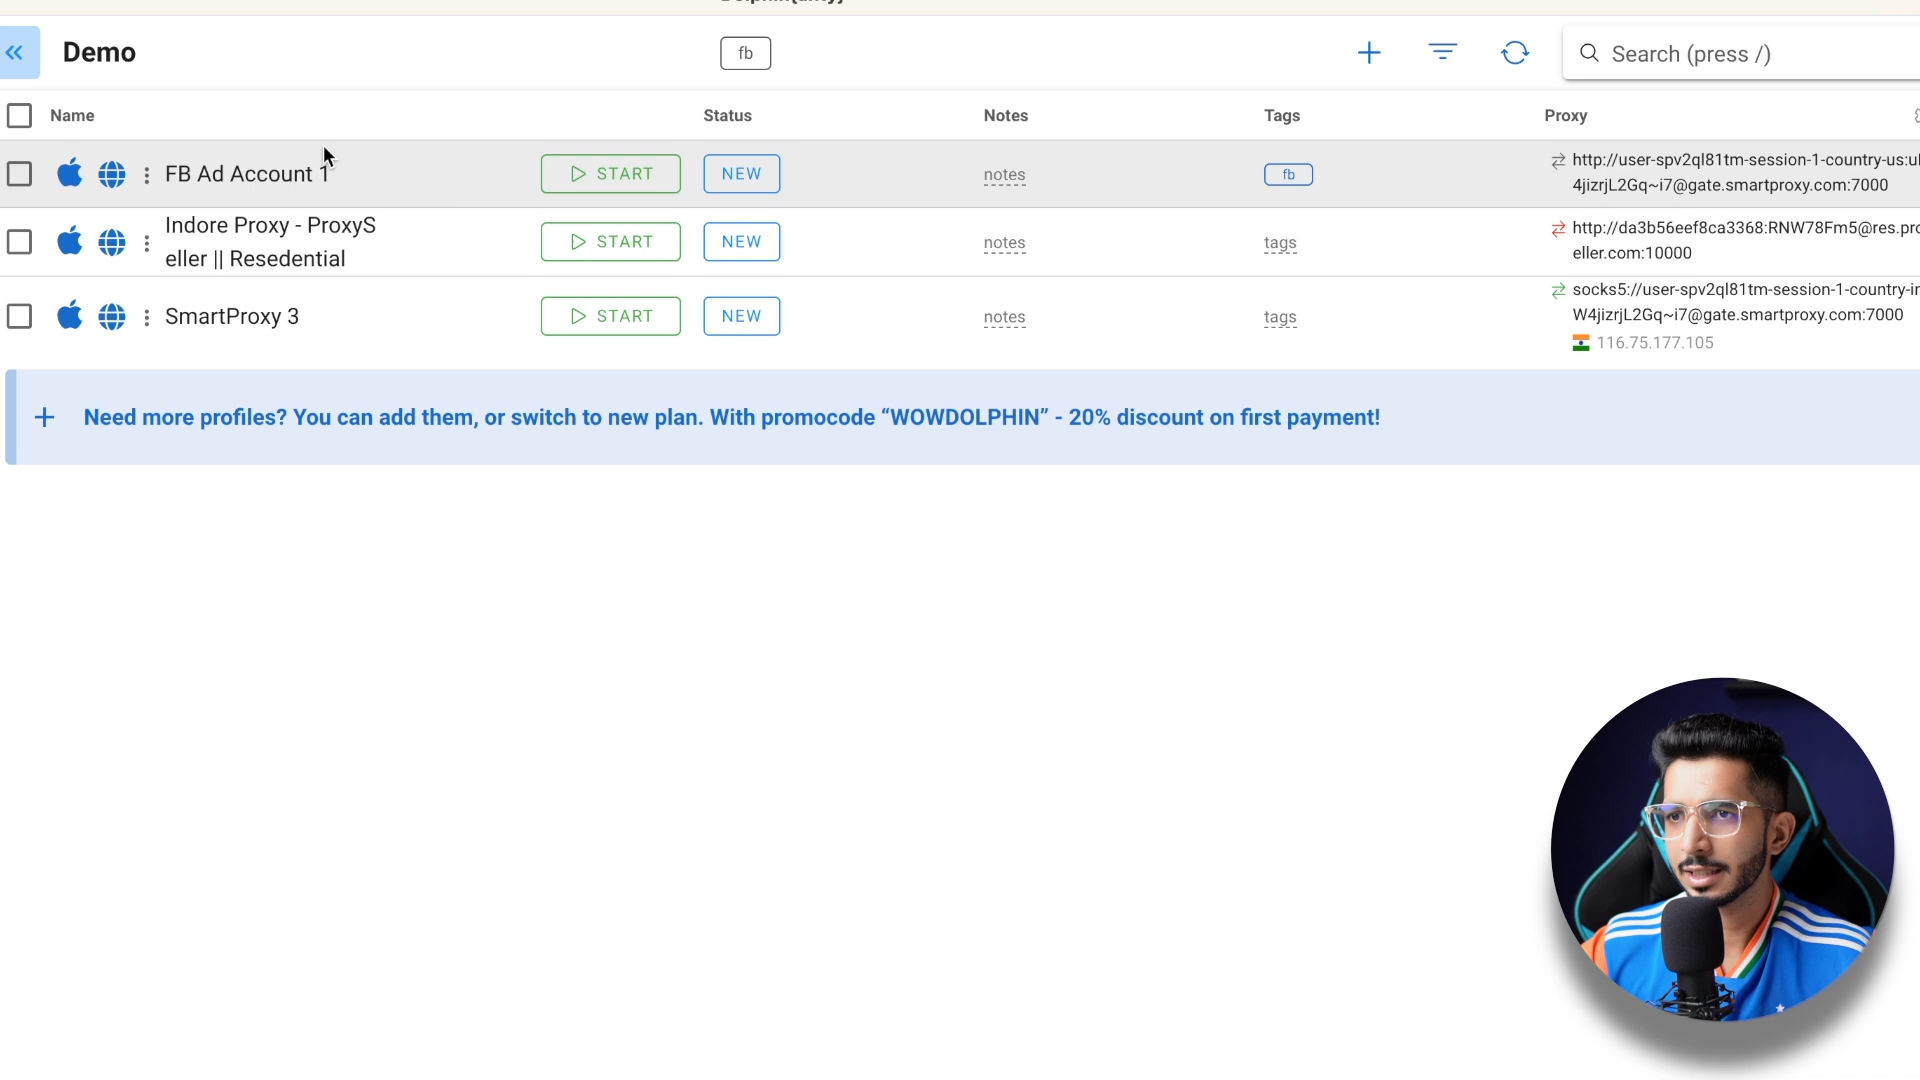 Demo
fb
Search (press /)
Name
Status
Notes
Tags
Proxy
FB Ad Account 1
START
NEW
notes
fb
http://user-spv2ql81tm-session-1-country-us:ul
4jizrjL2Gq~i7@gate.smartproxy.com:7000
Indore Proxy - ProxyS
eller || Resedential
START
NEW
notes
tags
http://da3b56eef8ca3368:RNW78Fm5@res.pro
eller.com:10000
SmartProxy 3
START
NEW
notes
tags
socks5://user-spv2ql81tm-session-1-country-in
W4jizrjL2Gq~i7@gate.smartproxy.com:7000
116.75.177.105
Need more profiles? You can add them, or switch to new plan. With promocode “WOWDOLPHIN” - 20% discount on first payment!